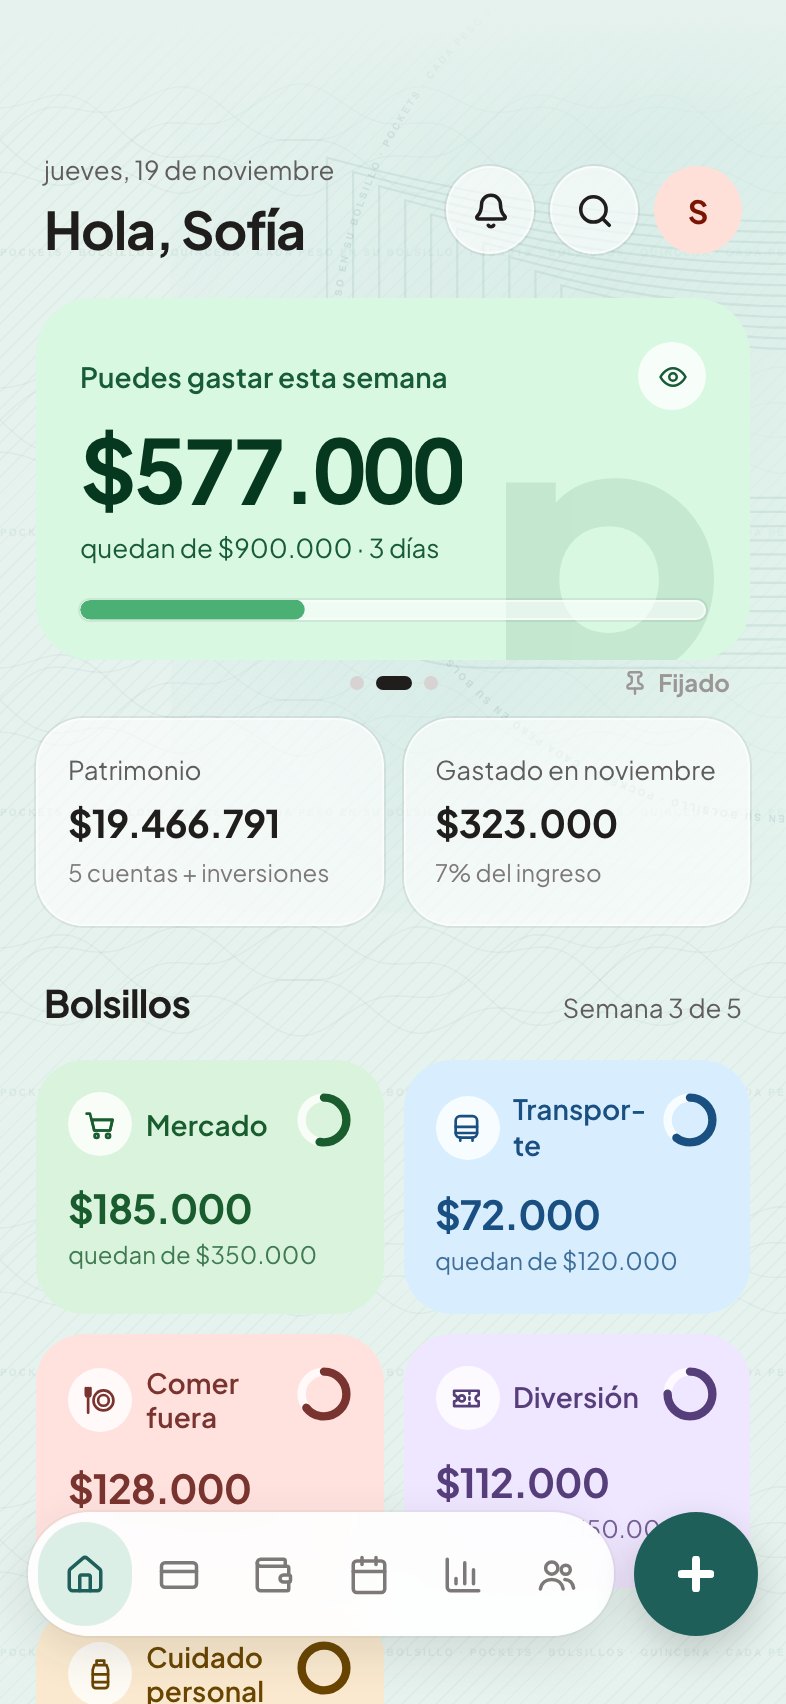 jueves, 19 de noviembre
Hola, Sofía
S
Puedes gastar esta semana
$577.000
quedan de $900.000 · 3 días
p
Fijado
Patrimonio
$19.466.791
5 cuentas + inversiones
Gastado en noviembre
$323.000
7% del ingreso
Bolsillos
Semana 3 de 5
Mercado
$185.000
quedan de $350.000
Transpor-
te
$72.000
quedan de $120.000
Comer
fuera
$128.000
Diversión
$112.000
Cuidado
personal